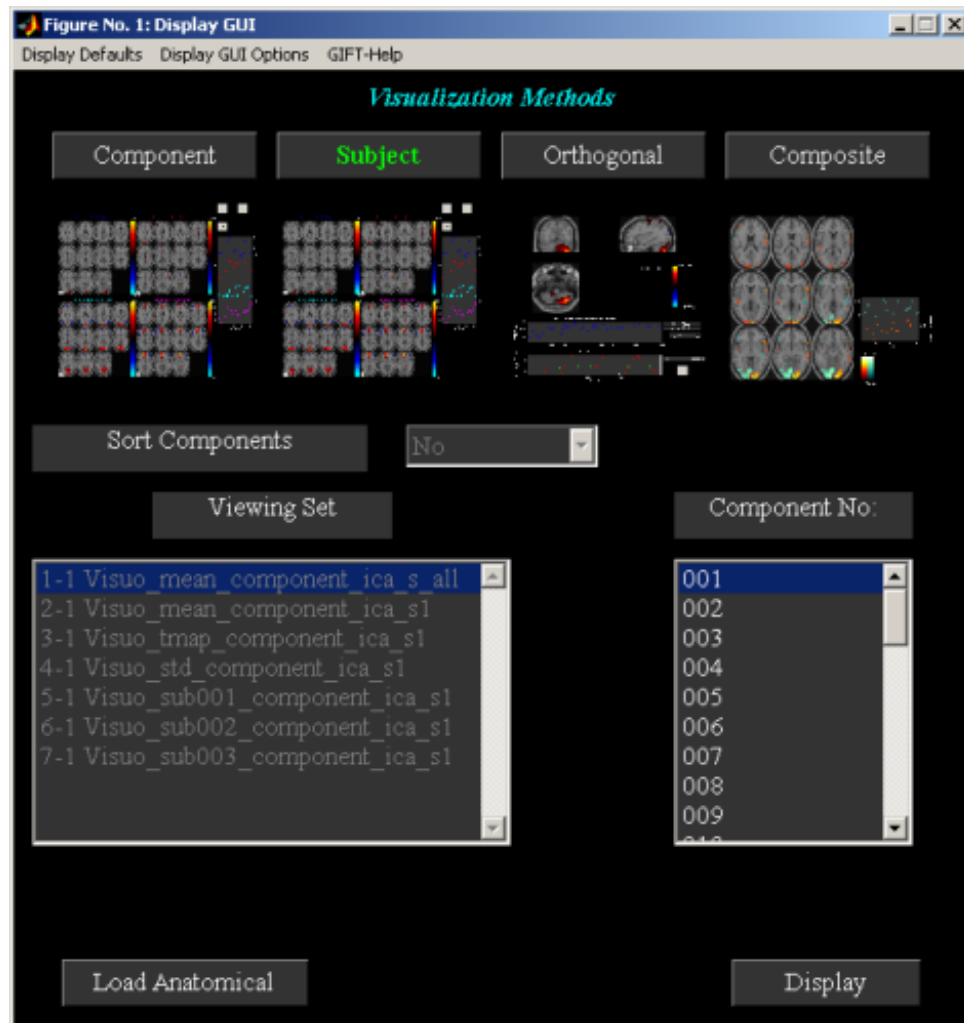 Figure No. 1: Display GUI
Display Defaults Display GUI Options GIFT-Help
Visualization Methods
Component Subject Orthogonal Composite
Sort Components No
Viewing Set Component No:
1-1 Visuo_mean_component_ica_s_all
2-1 Visuo_mean_component_ica_s1
3-1 Visuo_tmap_component_ica_s1
4-1 Visuo_std_component_ica_s1
5-1 Visuo_sub001_component_ica_s1
6-1 Visuo_sub002_component_ica_s1
7-1 Visuo_sub003_component_ica_s1
001
002
003
004
005
006
007
008
009
Load Anatomical Display